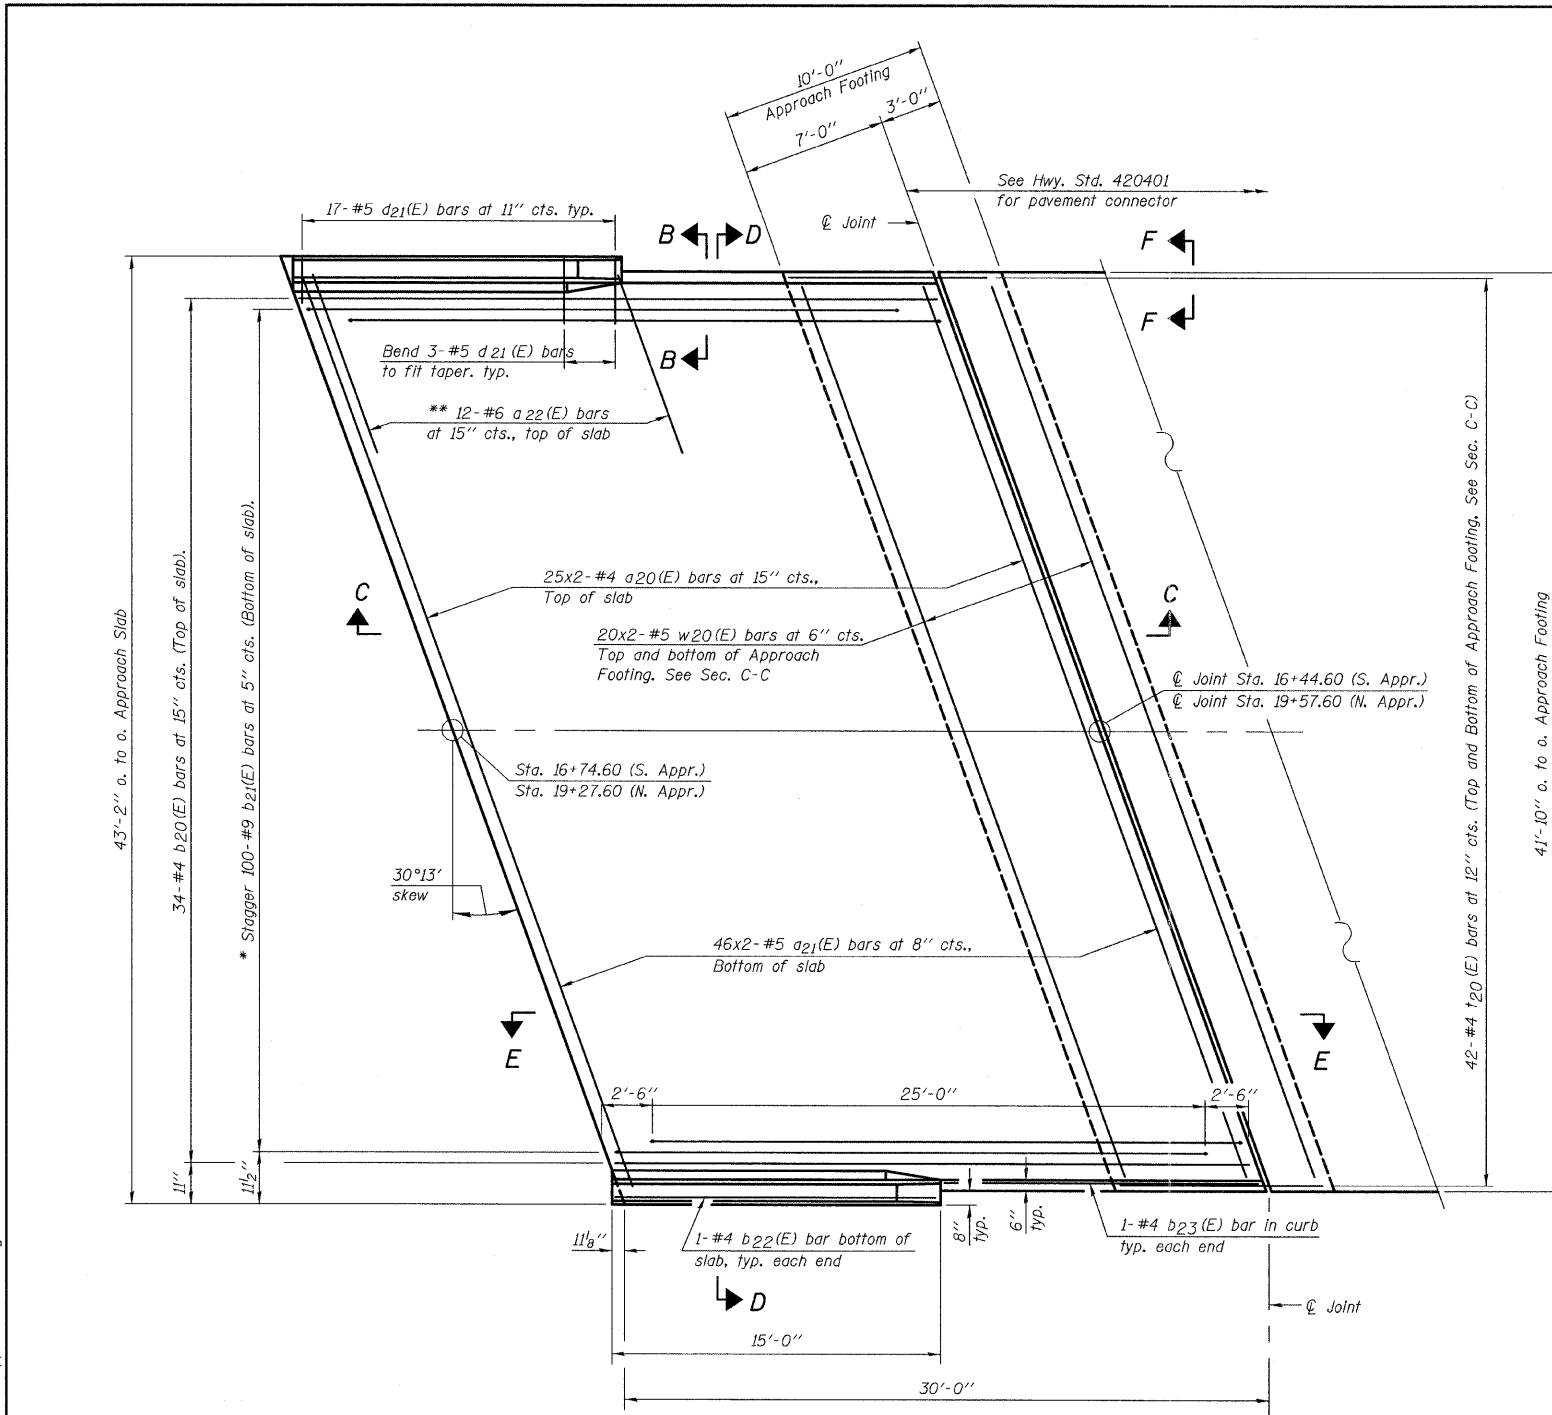 10'-0"
Approach Footing
3'-0"
7'-0"
See Hwy. Std. 420401
for pavement connector
17-#5 d21(E) bars at 11" cts. typ.
℄ Joint
B
D
F
F
Bend 3-#5 d21(E) bars
to fit taper. typ.
B
** 12-#6 a22(E) bars
at 15" cts., top of slab
43'-2" o. to o. Approach Slab
34-#4 b20(E) bars at 15" cts. (Top of slab).
* Stagger 100-#9 b21(E) bars at 5" cts. (Bottom of slab).
42-#4 t20(E) bars at 12" cts. (Top and Bottom of Approach Footing, See Sec. C-C)
41'-10" o. to o. Approach Footing
C
25x2-#4 a20(E) bars at 15" cts.,
Top of slab
C
20x2-#5 w20(E) bars at 6" cts.
Top and bottom of Approach
Footing. See Sec. C-C
℄ Joint Sta. 16+44.60 (S. Appr.)
℄ Joint Sta. 19+57.60 (N. Appr.)
Sta. 16+74.60 (S. Appr.)
Sta. 19+27.60 (N. Appr.)
30°13'
skew
46x2-#5 a21(E) bars at 8" cts.,
Bottom of slab
E
E
2'-6"
25'-0"
2'-6"
11"
11½"
11⅛"
1-#4 b22(E) bar bottom of
slab, typ. each end
8"
typ.
6"
typ.
1-#4 b23(E) bar in curb
typ. each end
D
℄ Joint
15'-0"
30'-0"